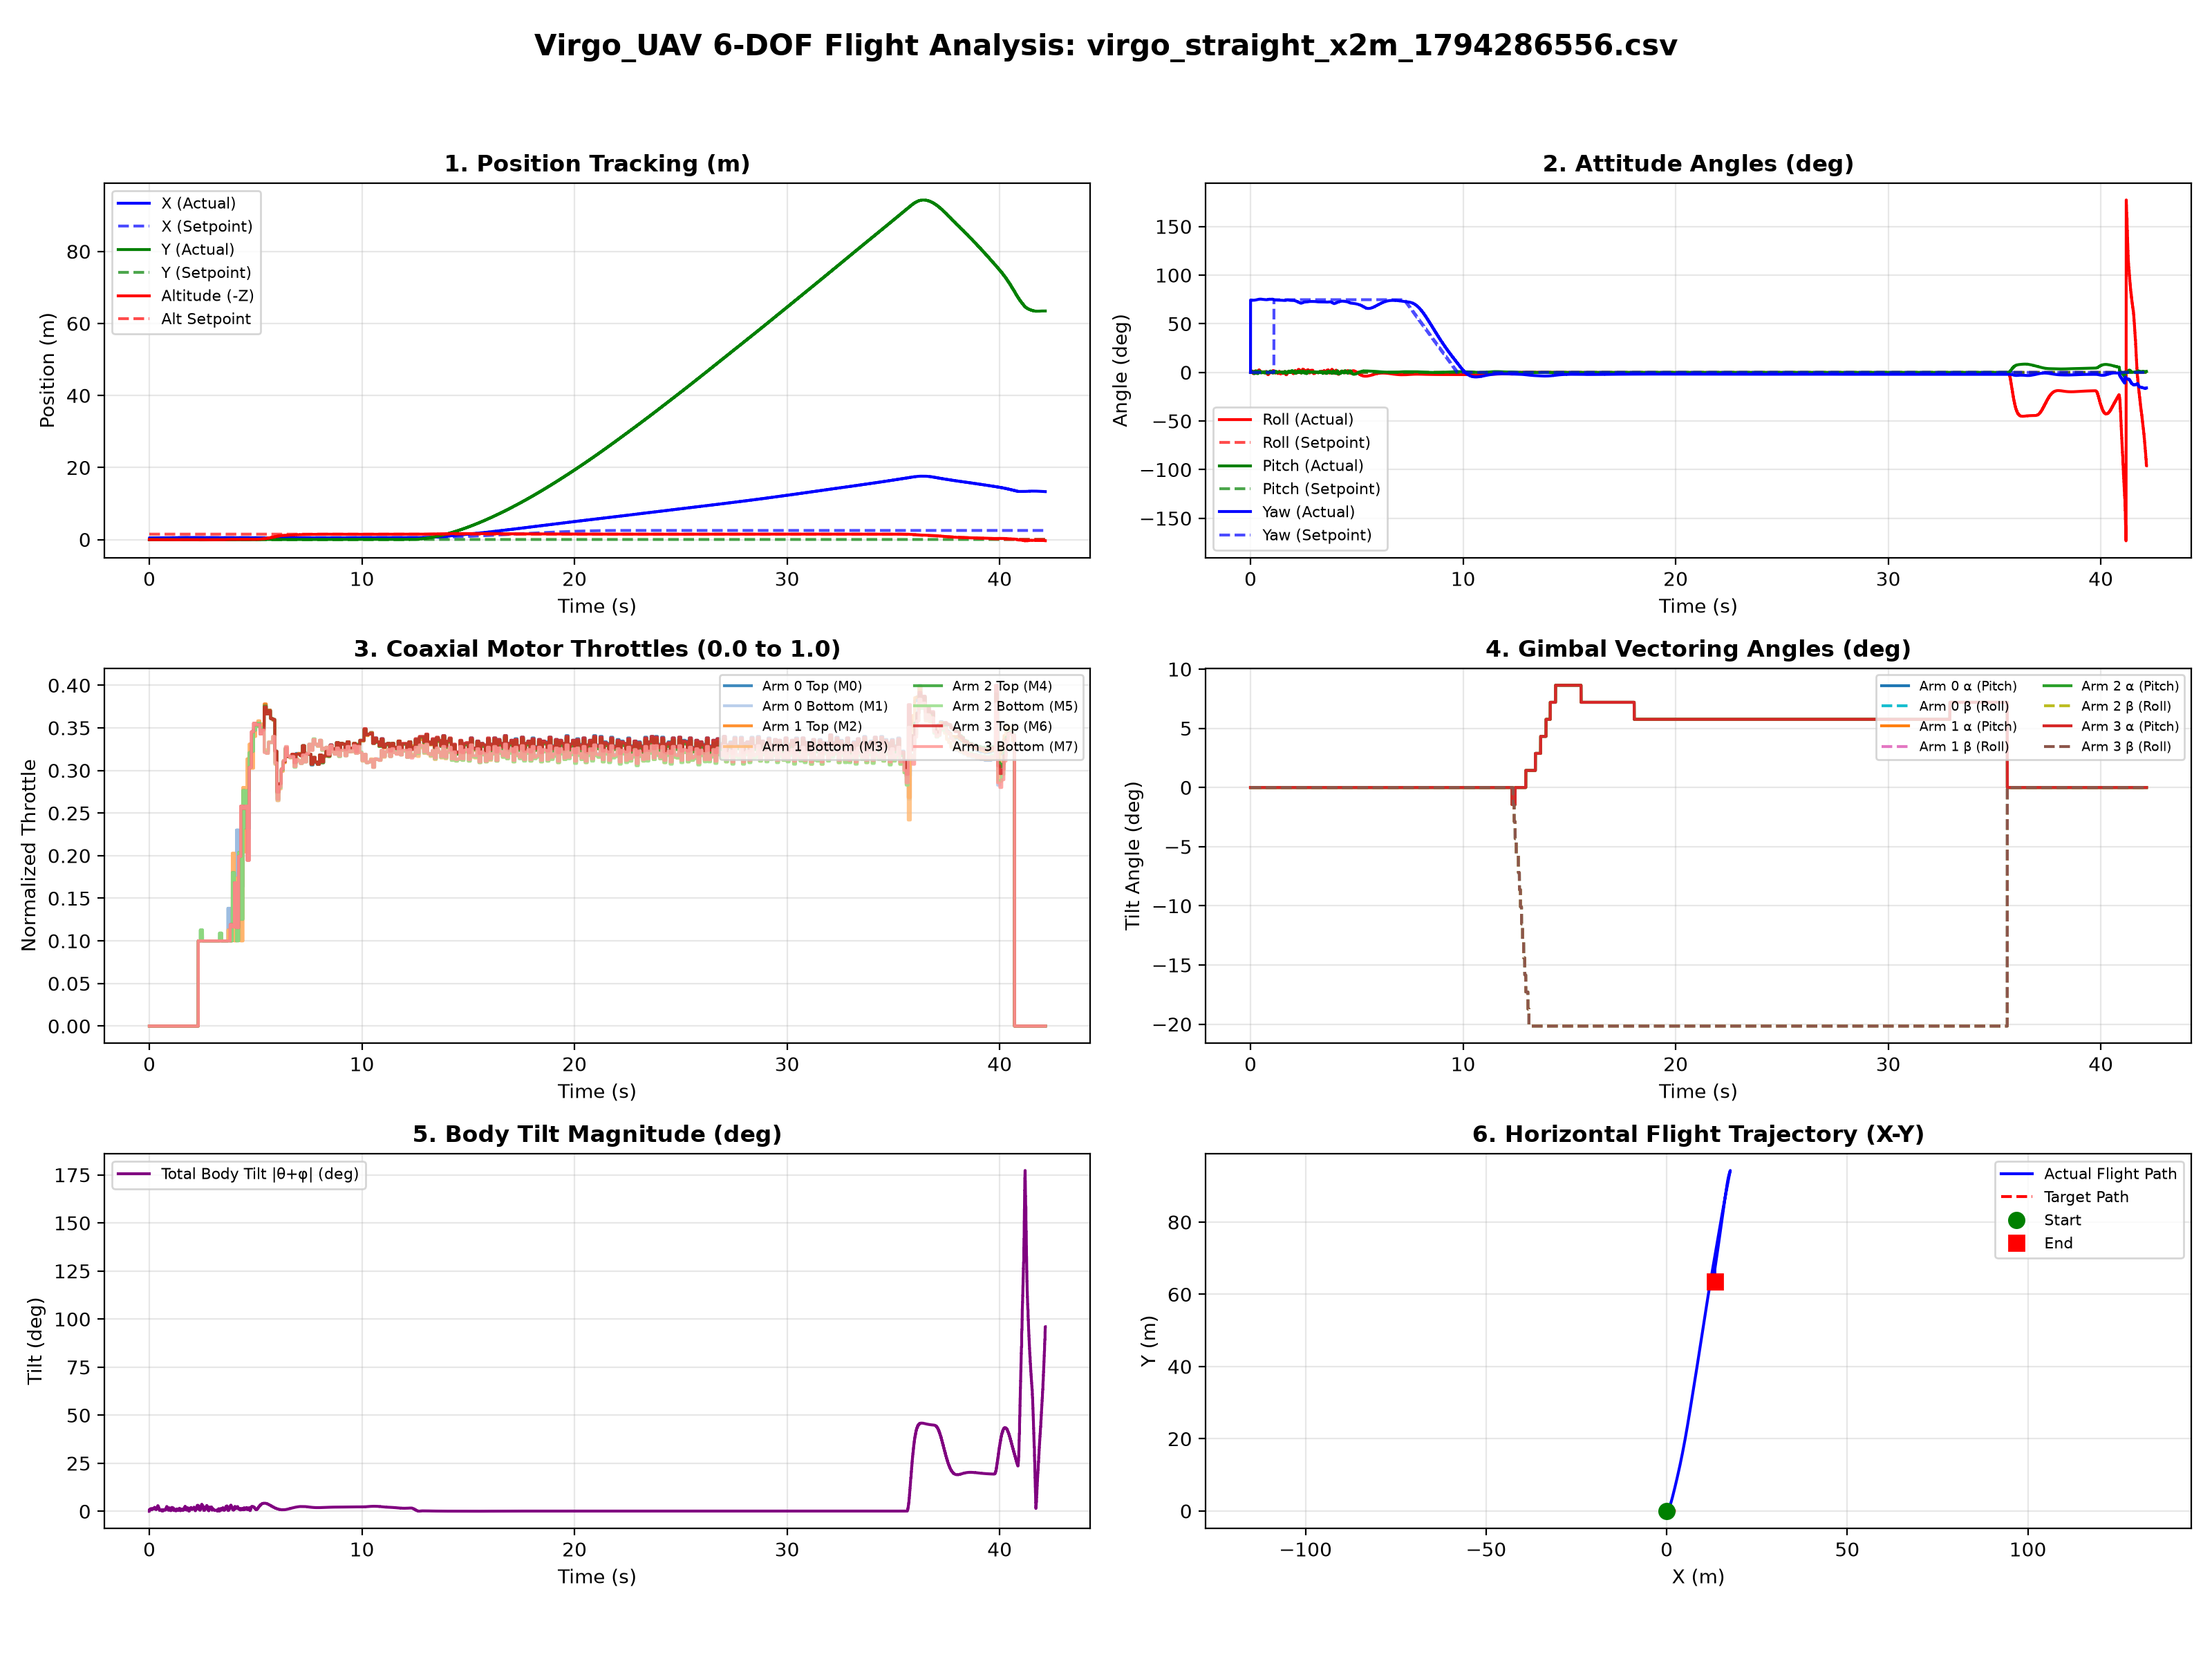 Virgo_UAV 6-DOF Flight Analysis: virgo_straight_x2m_1794286556.csv
1. Position Tracking (m)
Position (m)
80
60
40
20
0
X (Actual)
X (Setpoint)
Y (Actual)
Y (Setpoint)
Altitude (-Z)
Alt Setpoint
0 10 20 30 40
Time (s)
2. Attitude Angles (deg)
Angle (deg)
150
100
50
0
−50
−100
−150
Roll (Actual)
Roll (Setpoint)
Pitch (Actual)
Pitch (Setpoint)
Yaw (Actual)
Yaw (Setpoint)
0 10 20 30 40
Time (s)
3. Coaxial Motor Throttles (0.0 to 1.0)
Normalized Throttle
0.40
0.35
0.30
0.25
0.20
0.15
0.10
0.05
0.00
Arm 0 Top (M0)
Arm 0 Bottom (M1)
Arm 1 Top (M2)
Arm 1 Bottom (M3)
Arm 2 Top (M4)
Arm 2 Bottom (M5)
Arm 3 Top (M6)
Arm 3 Bottom (M7)
0 10 20 30 40
Time (s)
4. Gimbal Vectoring Angles (deg)
Tilt Angle (deg)
10
5
0
−5
−10
−15
−20
Arm 0 α (Pitch)
Arm 0 β (Roll)
Arm 1 α (Pitch)
Arm 1 β (Roll)
Arm 2 α (Pitch)
Arm 2 β (Roll)
Arm 3 α (Pitch)
Arm 3 β (Roll)
0 10 20 30 40
Time (s)
5. Body Tilt Magnitude (deg)
Tilt (deg)
175
150
125
100
75
50
25
0
Total Body Tilt |θ+φ| (deg)
0 10 20 30 40
Time (s)
6. Horizontal Flight Trajectory (X-Y)
Y (m)
80
60
40
20
0
Actual Flight Path
Target Path
Start
End
−100 −50 0 50 100
X (m)